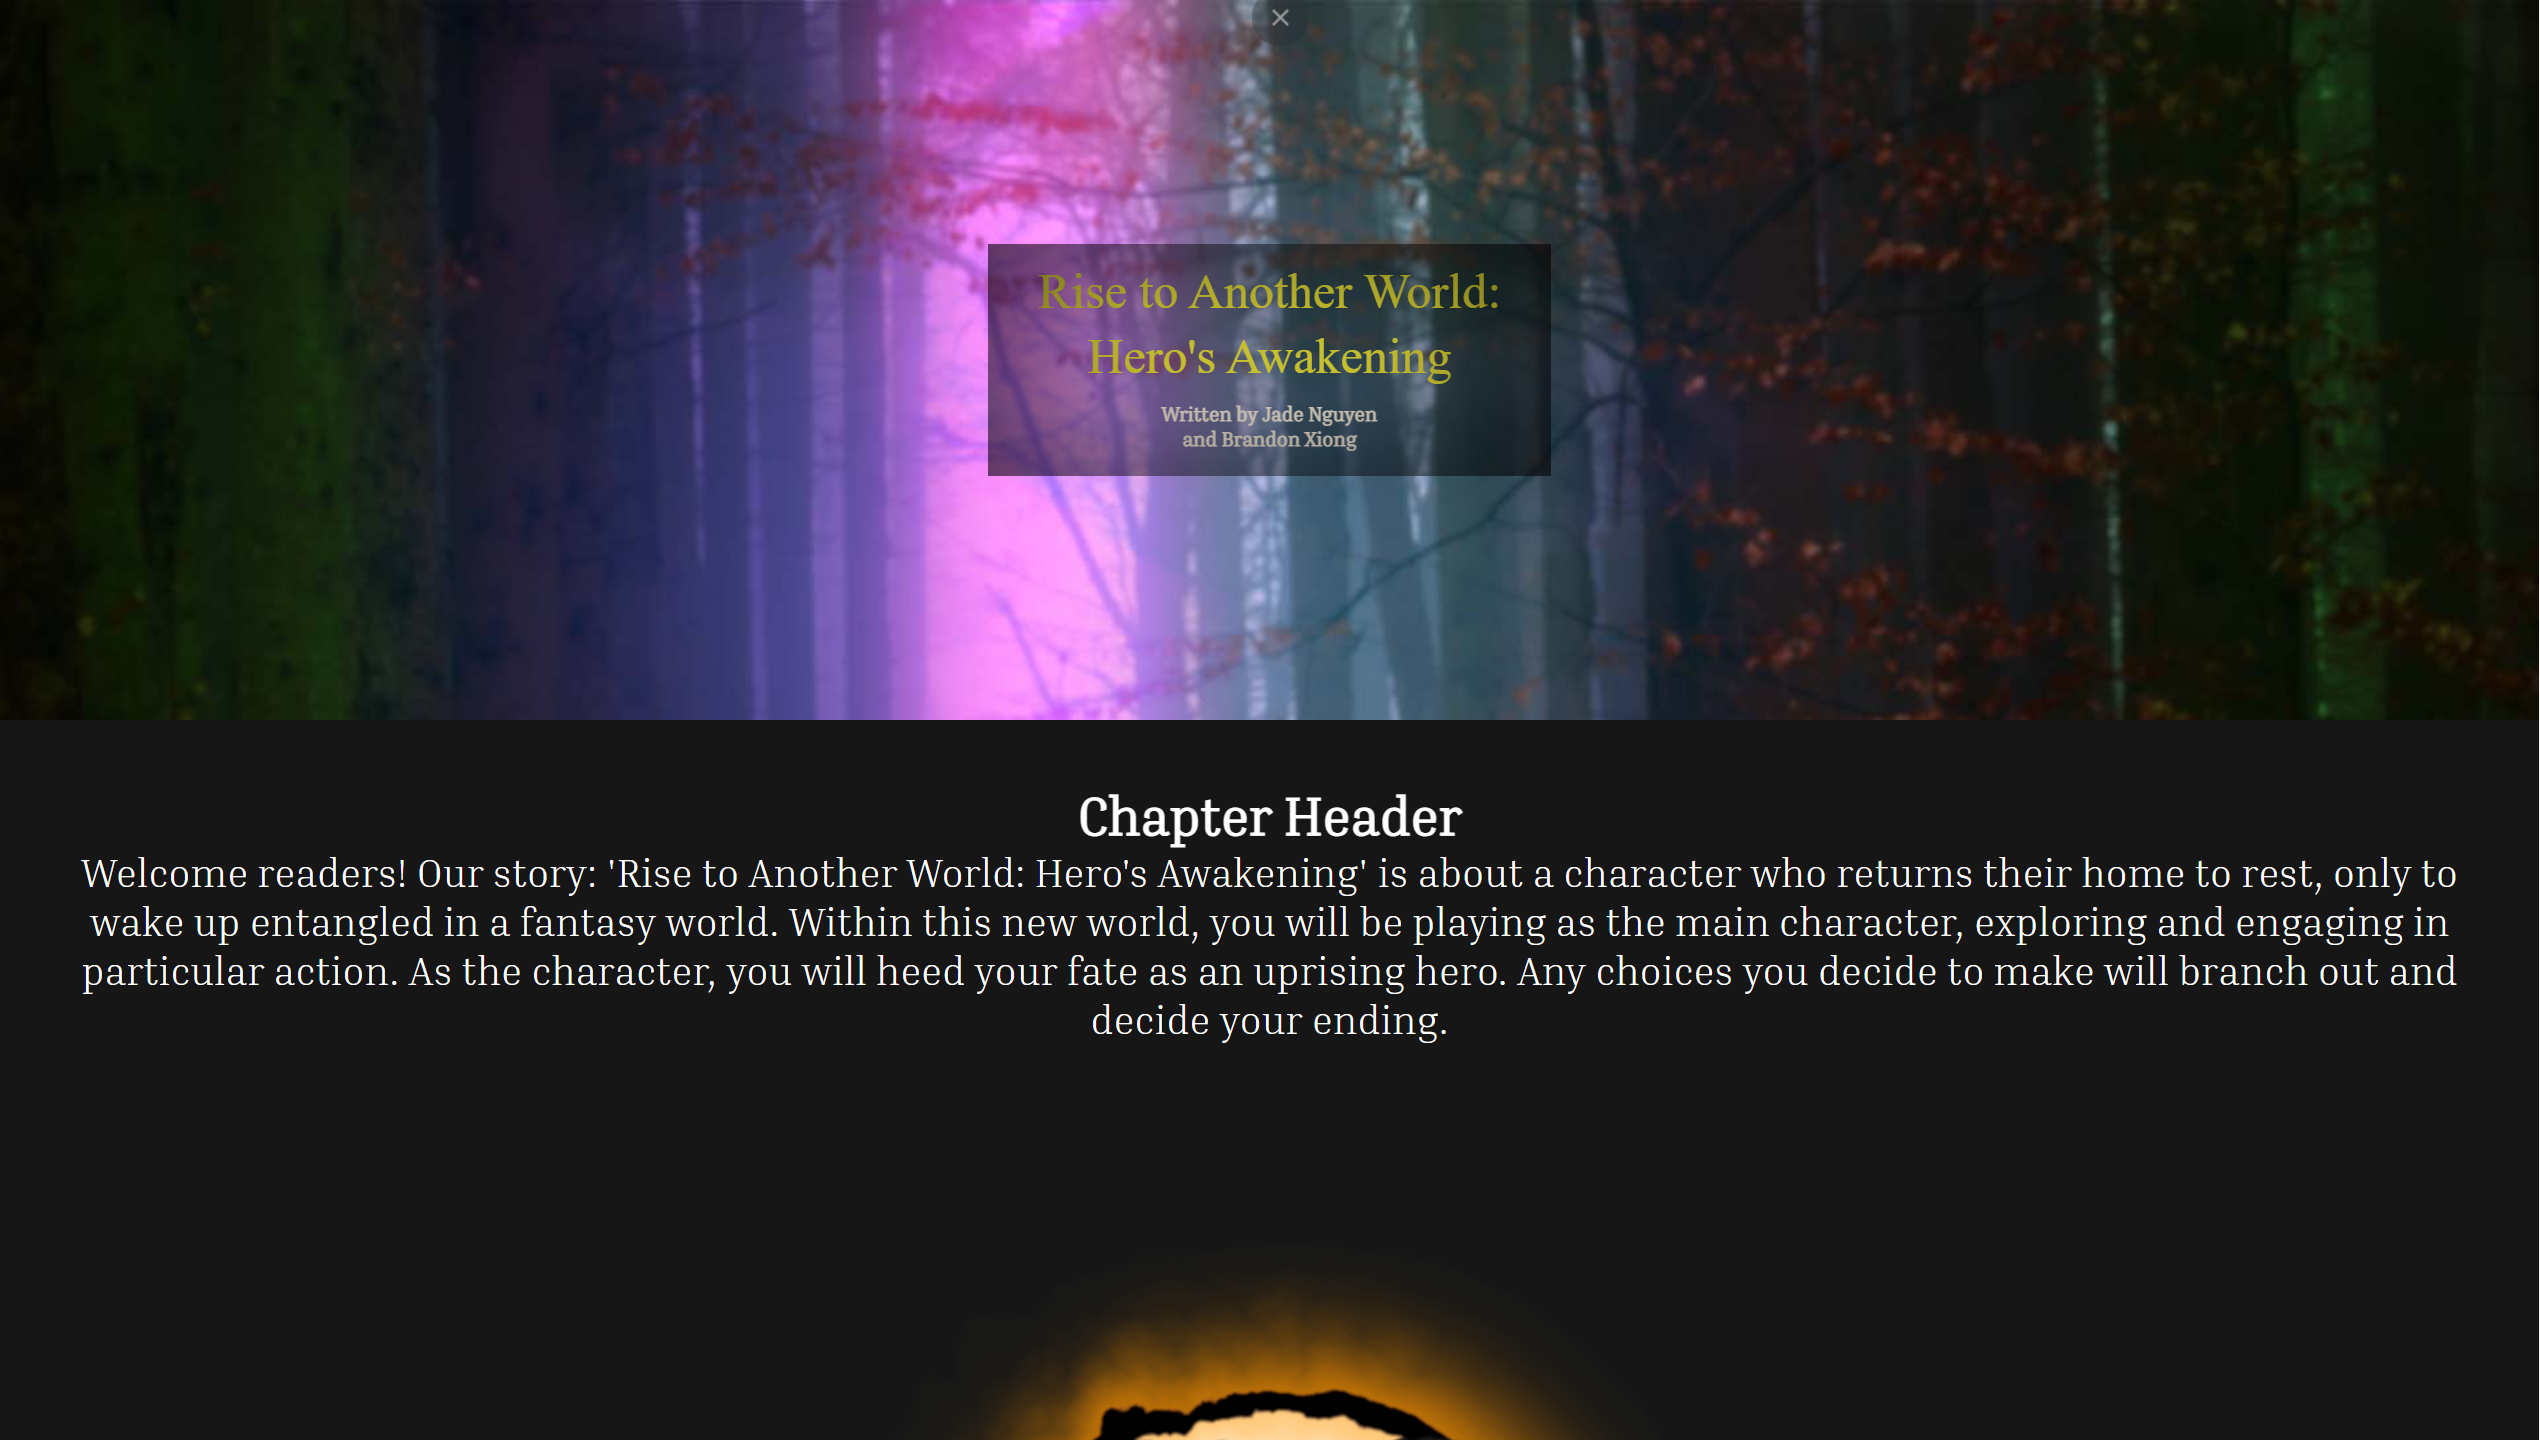 Rise to Another World:
Hero's Awakening
Written by Jade Nguyen
and Brandon Xiong
Chapter Header
Welcome readers! Our story: 'Rise to Another World: Hero's Awakening' is about a character who returns their home to rest, only to
wake up entangled in a fantasy world. Within this new world, you will be playing as the main character, exploring and engaging in
particular action. As the character, you will heed your fate as an uprising hero. Any choices you decide to make will branch out and
decide your ending.